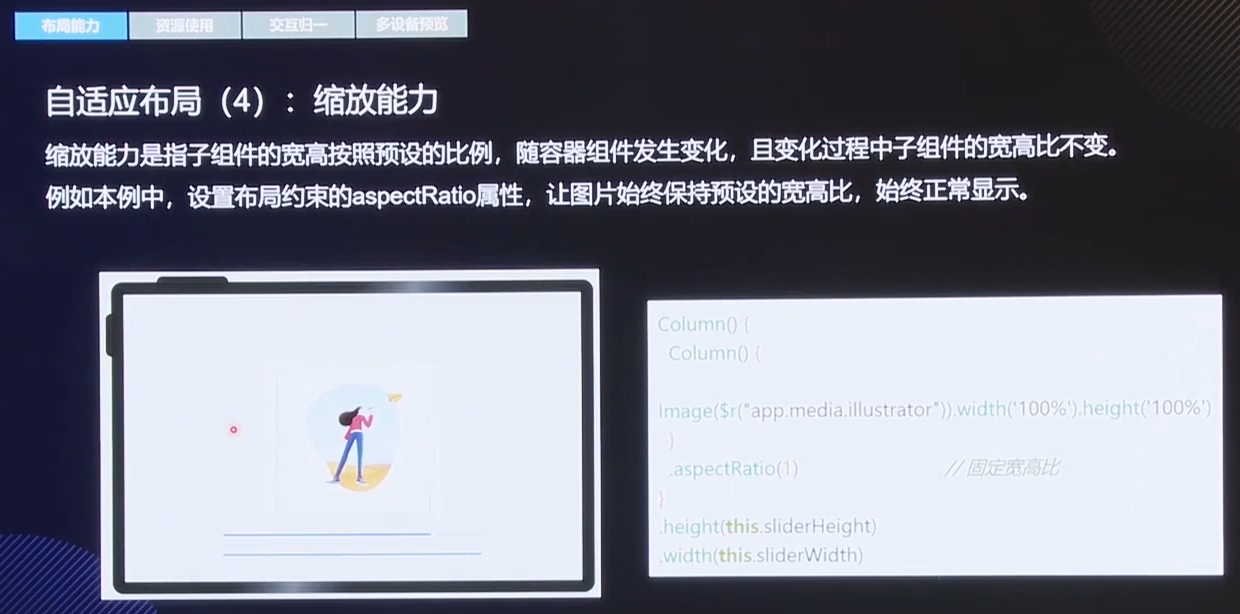 布局能力 资源使用 交互归一 多设备预览
自适应布局（4）：缩放能力
缩放能力是指子组件的宽高按照预设的比例，随容器组件发生变化，且变化过程中子组件的宽高比不变。
例如本例中，设置布局约束的aspectRatio属性，让图片始终保持预设的宽高比，始终正常显示。
Column() {
Column() {
Image($r("app.media.illustrator")).width('100%').height('100%')
}
.aspectRatio(1) // 固定宽高比
}
.height(this.sliderHeight)
.width(this.sliderWidth)